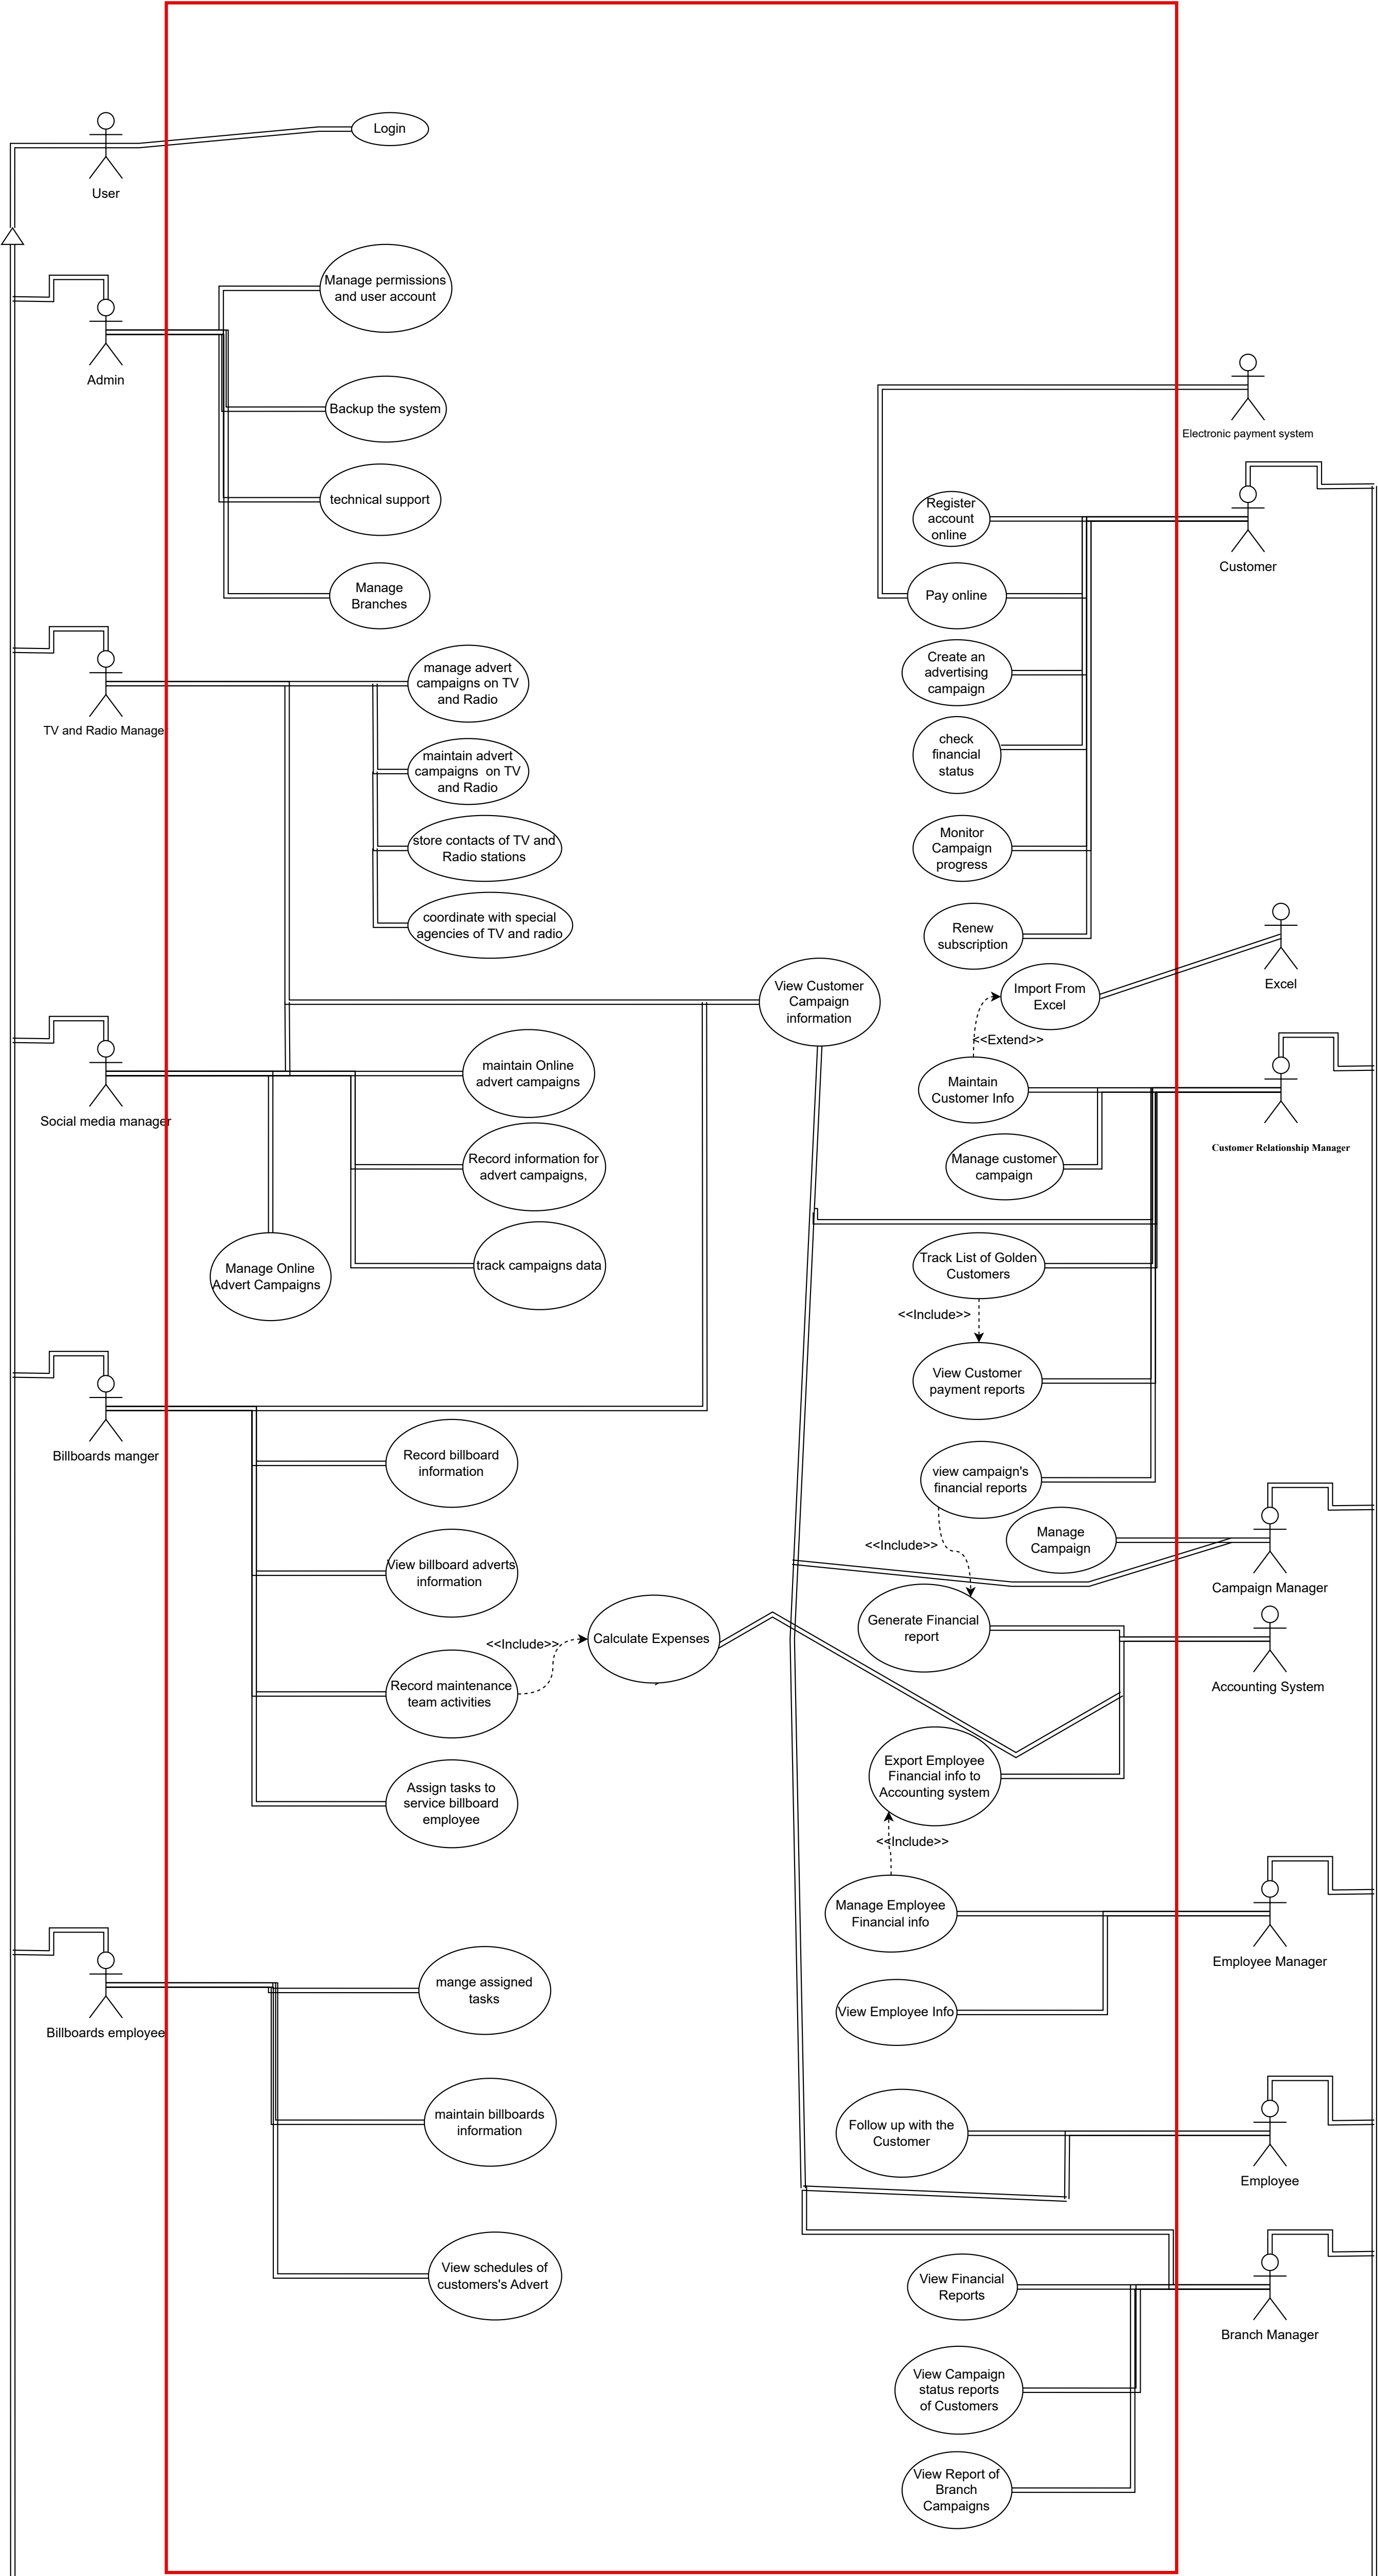 Login
User
Manage permissions
and user account
Admin
Backup the system
Electronic payment system
technical support
Register
account
online
Customer
Manage
Branches
Pay online
manage advert
campaigns on TV
and Radio
Create an
advertising
campaign
TV and Radio Manager
maintain advert
campaigns on TV
and Radio
check
financial
status
store contacts of TV and
Radio stations
Monitor
Campaign
progress
coordinate with special
agencies of TV and radio
Renew
subscription
Excel
View Customer
Campaign
information
Import From
Excel
<<Extend>>
maintain Online
advert campaigns
Maintain
Customer Info
Social media manager
Customer Relationship Manager
Record information for
advert campaigns,
Manage customer
campaign
Manage Online
Advert Campaigns
track campaigns data
Track List of Golden
Customers
<<Include>>
View Customer
payment reports
Billboards manger
Record billboard
information
view campaign's
financial reports
<<Include>>
Manage
Campaign
View billboard adverts
information
Campaign Manager
Generate Financial
report
<<Include>>
Calculate Expenses
Accounting System
Record maintenance
team activities
Export Employee
Financial info to
Accounting system
Assign tasks to
service billboard
employee
<<Include>>
Manage Employee
Financial info
Employee Manager
mange assigned
tasks
View Employee Info
Billboards employee
maintain billboards
information
Follow up with the
Customer
Employee
View schedules of
customers's Advert
View Financial
Reports
Branch Manager
View Campaign
status reports
of Customers
View Report of
Branch
Campaigns